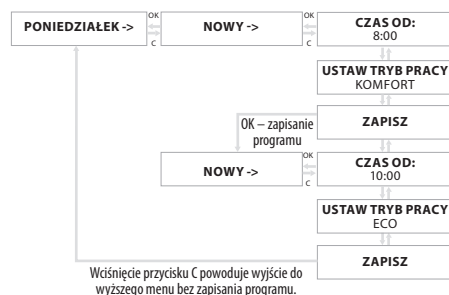 PONIEDZIAŁEK ->
OK
C
NOWY ->
OK
C
CZAS OD:
8:00
USTAW TRYB PRACY
KOMFORT
ZAPISZ
OK – zapisanie
programu
NOWY ->
OK
C
CZAS OD:
10:00
USTAW TRYB PRACY
ECO
ZAPISZ
Wciśnięcie przycisku C powoduje wyjście do
wyższego menu bez zapisania programu.